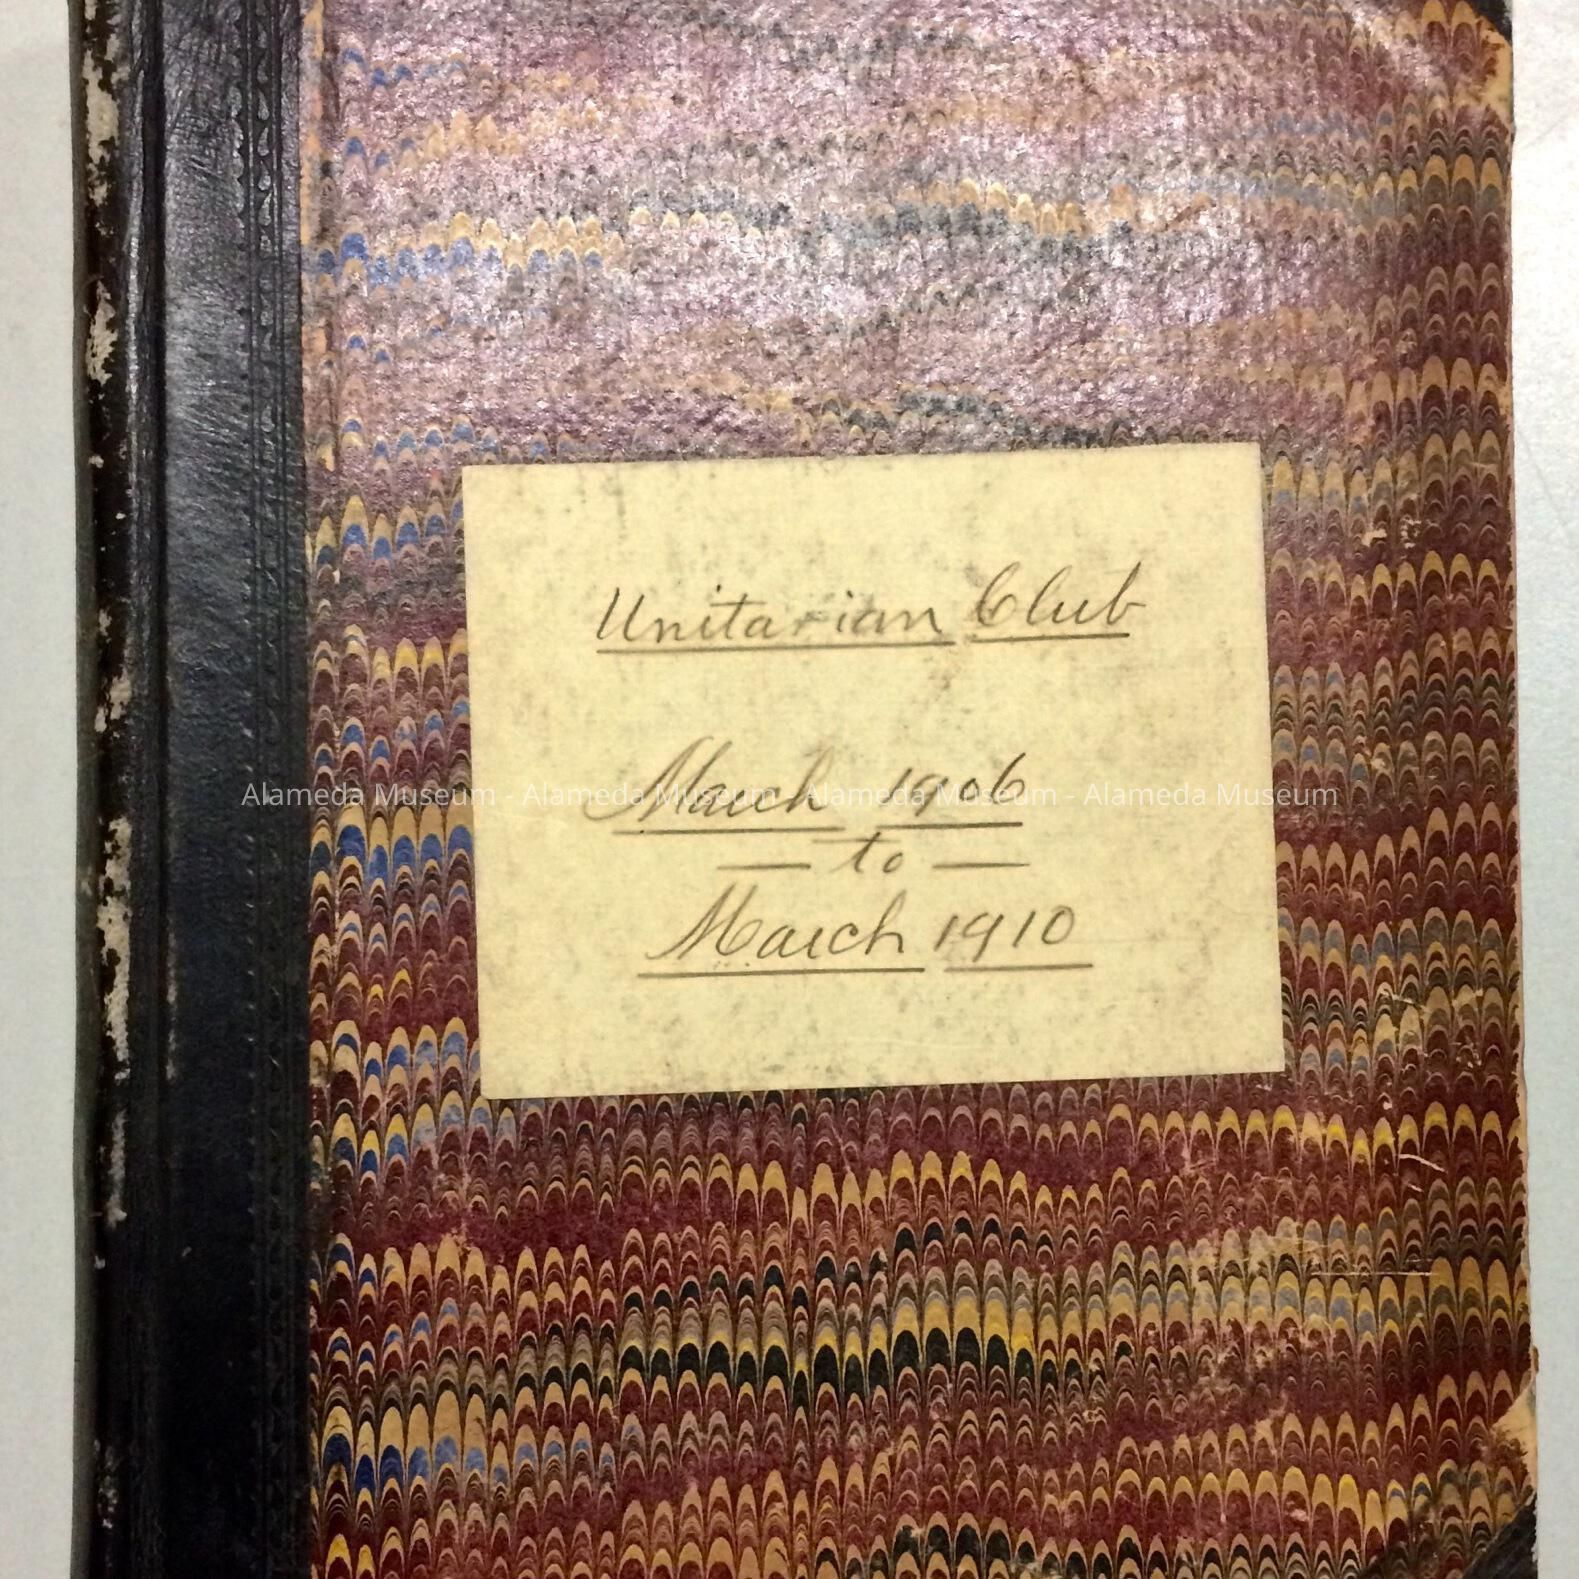 Unitarian Club
March 1906
Alameda Museum - Alameda Museum - Alameda Museum - Alameda Museum
— to —
March 1910